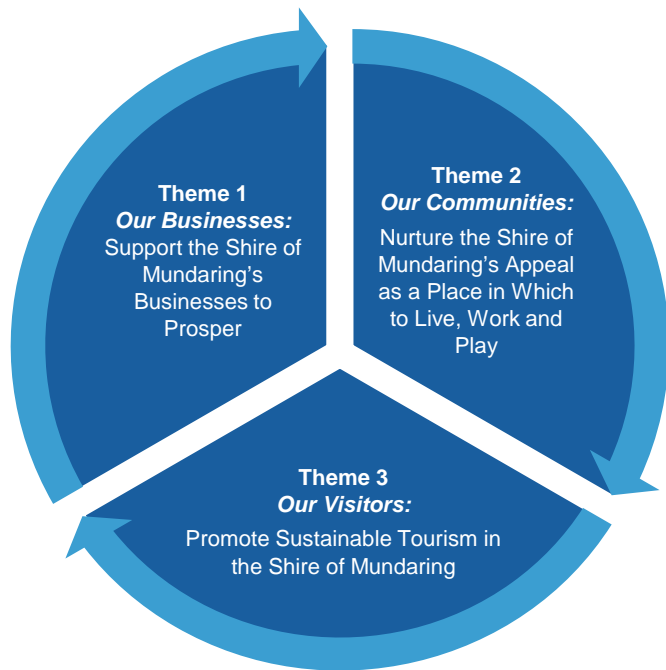 Theme 1
Our Businesses:
Support the Shire of
Mundaring's
Businesses to
Prosper
Theme 2
Our Communities:
Nurture the Shire of
Mundaring's Appeal
as a Place in Which
to Live, Work and
Play
Theme 3
Our Visitors:
Promote Sustainable Tourism in
the Shire of Mundaring